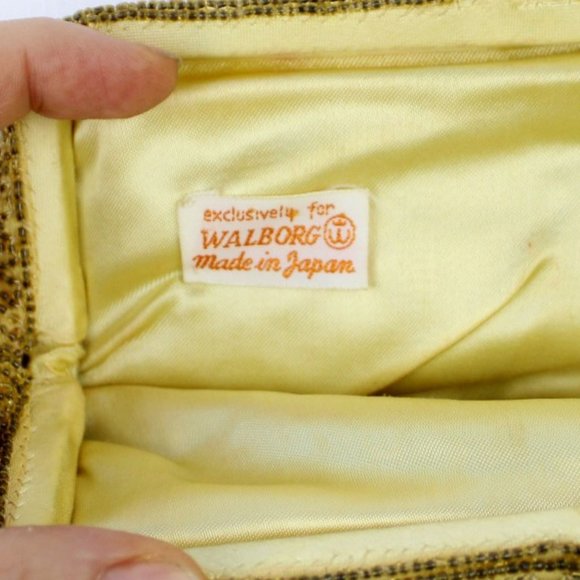 exclusively for
WALBORG W
made in Japan